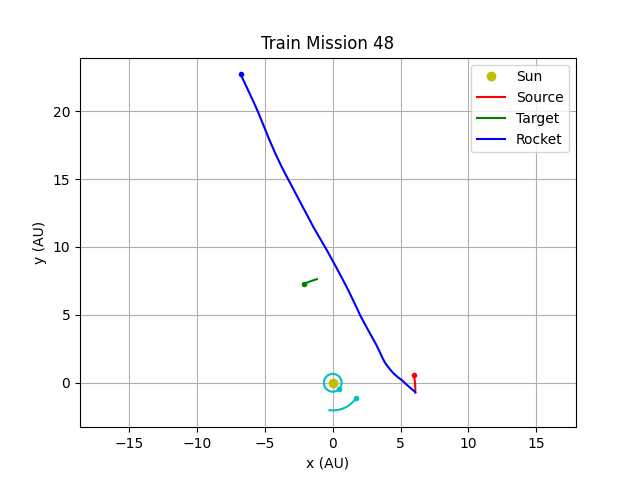 Train Mission 48
Sun
Source
Target
Rocket
20
15
10
5
0
y (AU)
−15
−10
−5
0
5
10
15
x (AU)